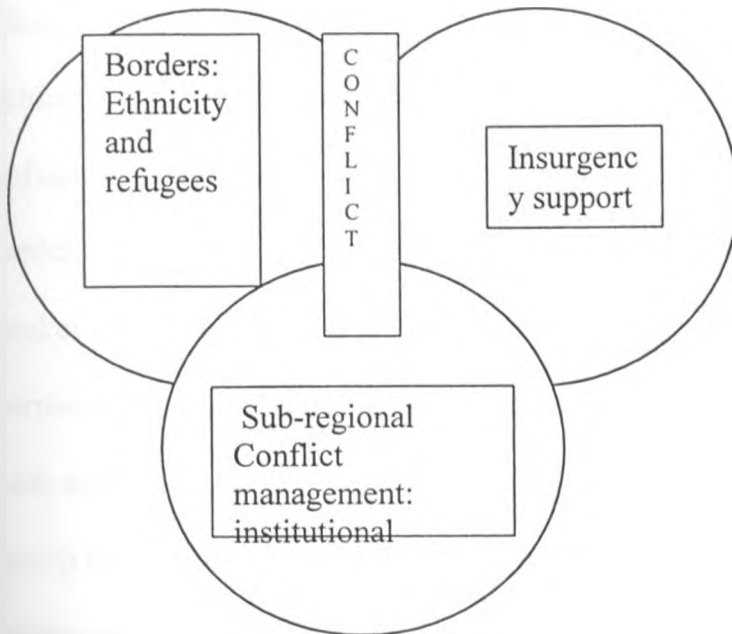 Borders:
Ethnicity
and
refugees
C
O
N
F
L
I
C
T
Insurgenc
y support
Sub-regional
Conflict
management:
institutional